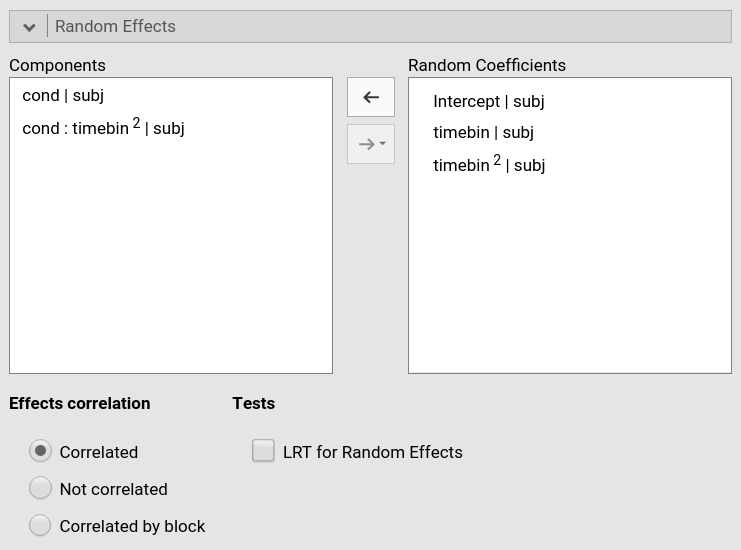 Random Effects
Components
Random Coefficients
cond | subj
cond : timebin 2 | subj
Intercept | subj
timebin | subj
timebin 2 | subj
Effects correlation
Tests
Correlated
LRT for Random Effects
Not correlated
Correlated by block